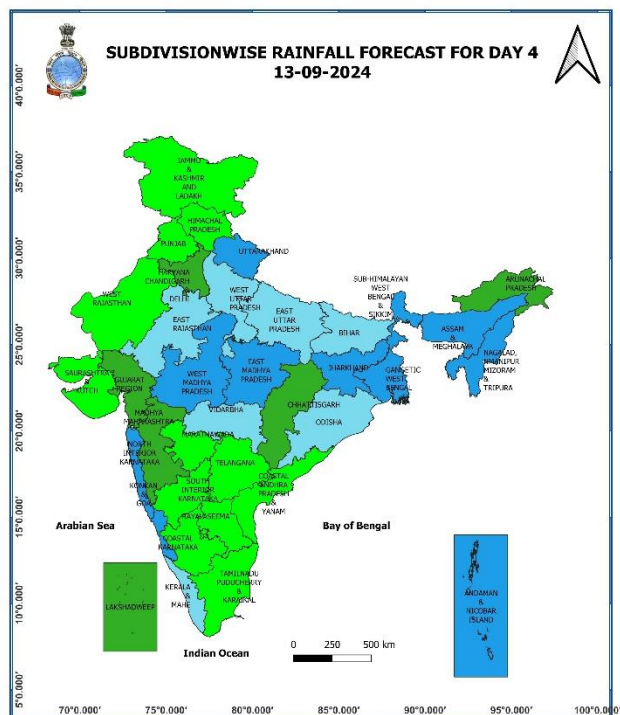 SUBDIVISIONWISE RAINFALL FORECAST FOR DAY 4
13-09-2024
40°0.000'
35°0.000'
30°0.000'
25°0.000'
20°0.000'
15°0.000'
10°0.000'
5°0.000'
JAMMU
&
KASHMIR
AND
LADAKH
HIMACHAL
PRADESH
PUNJAB
UTTARAKHAND
HARYANA
CHANDIGARH
&
DELHI
WEST
RAJASTHAN
EAST
RAJASTHAN
WEST
UTTAR
PRADESH
EAST
UTTAR
PRADESH
BIHAR
SUB-HIMALAYAN
WEST
BENGAL
&
SIKKIM
ARUNACHAL
PRADESH
ASSAM
&
MEGHALAYA
NAGALAD,
MANIPUR
MIZORAM
&
TRIPURA
SAURASHTRA
&
KUTCH
GUJARAT
REGION
WEST
MADHYA
PRADESH
EAST
MADHYA
PRADESH
JHARKHAND
GANGETIC
WEST
BENGAL
CHHATTISGARH
ODISHA
VIDARBHA
MADHYA
MAHARASHTRA
MARATHAWADA
NORTH
INTERIOR
KARNATAKA
KONKAN
&
GOA
TELANGANA
SOUTH
INTERIOR
KARNATAKA
COASTAL
ANDHRA
PRADESH
&
YANAM
RAYALASEEMA
COASTAL
KARNATAKA
KERALA
&
MAHE
TAMILNADU
PUDUCHERRY
&
KARAIKAL
LAKSHADWEEP
ANDAMAN
&
NICOBAR
ISLAND
Arabian Sea
Bay of Bengal
Indian Ocean
0 250 500 km
70°0.000' 75°0.000' 80°0.000' 85°0.000' 90°0.000' 95°0.000' 100°0.000'